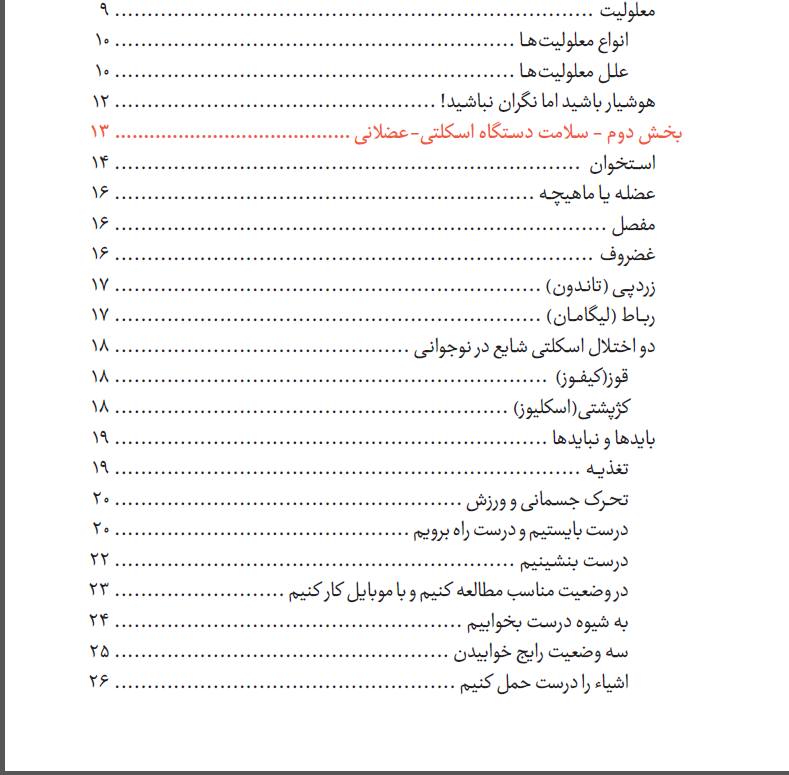 معلولیت ........................................................................ ۹
انواع معلولیت‌ها ............................................................ ۱۰
علل معلولیت‌ها ............................................................ ۱۰
هوشیار باشید اما نگران نباشید! ................................................ ۱۲
بخش دوم - سلامت دستگاه اسکلتی-عضلانی ........................................ ۱۳
استخوان ...................................................................... ۱۴
عضله یا ماهیچه ............................................................... ۱۶
مفصل .......................................................................... ۱۶
غضروف ........................................................................ ۱۶
زردپی (تاندون) ................................................................ ۱۷
رباط (لیگامان) ................................................................ ۱۷
دو اختلال اسکلتی شایع در نوجوانی ............................................ ۱۸
قوز(کیفوز) ................................................................. ۱۸
کژپشتی(اسکلیوز) ........................................................... ۱۸
بایدها و نبایدها ................................................................. ۱۹
تغذیه ...................................................................... ۱۹
تحرک جسمانی و ورزش .................................................... ۲۰
درست بایستیم و درست راه برویم ............................................ ۲۰
درست بنشینیم ............................................................ ۲۲
در وضعیت مناسب مطالعه کنیم و با موبایل کار کنیم .......................... ۲۳
به شیوه درست بخوابیم .................................................... ۲۴
سه وضعیت رایج خوابیدن .................................................. ۲۵
اشیاء را درست حمل کنیم ................................................... ۲۶